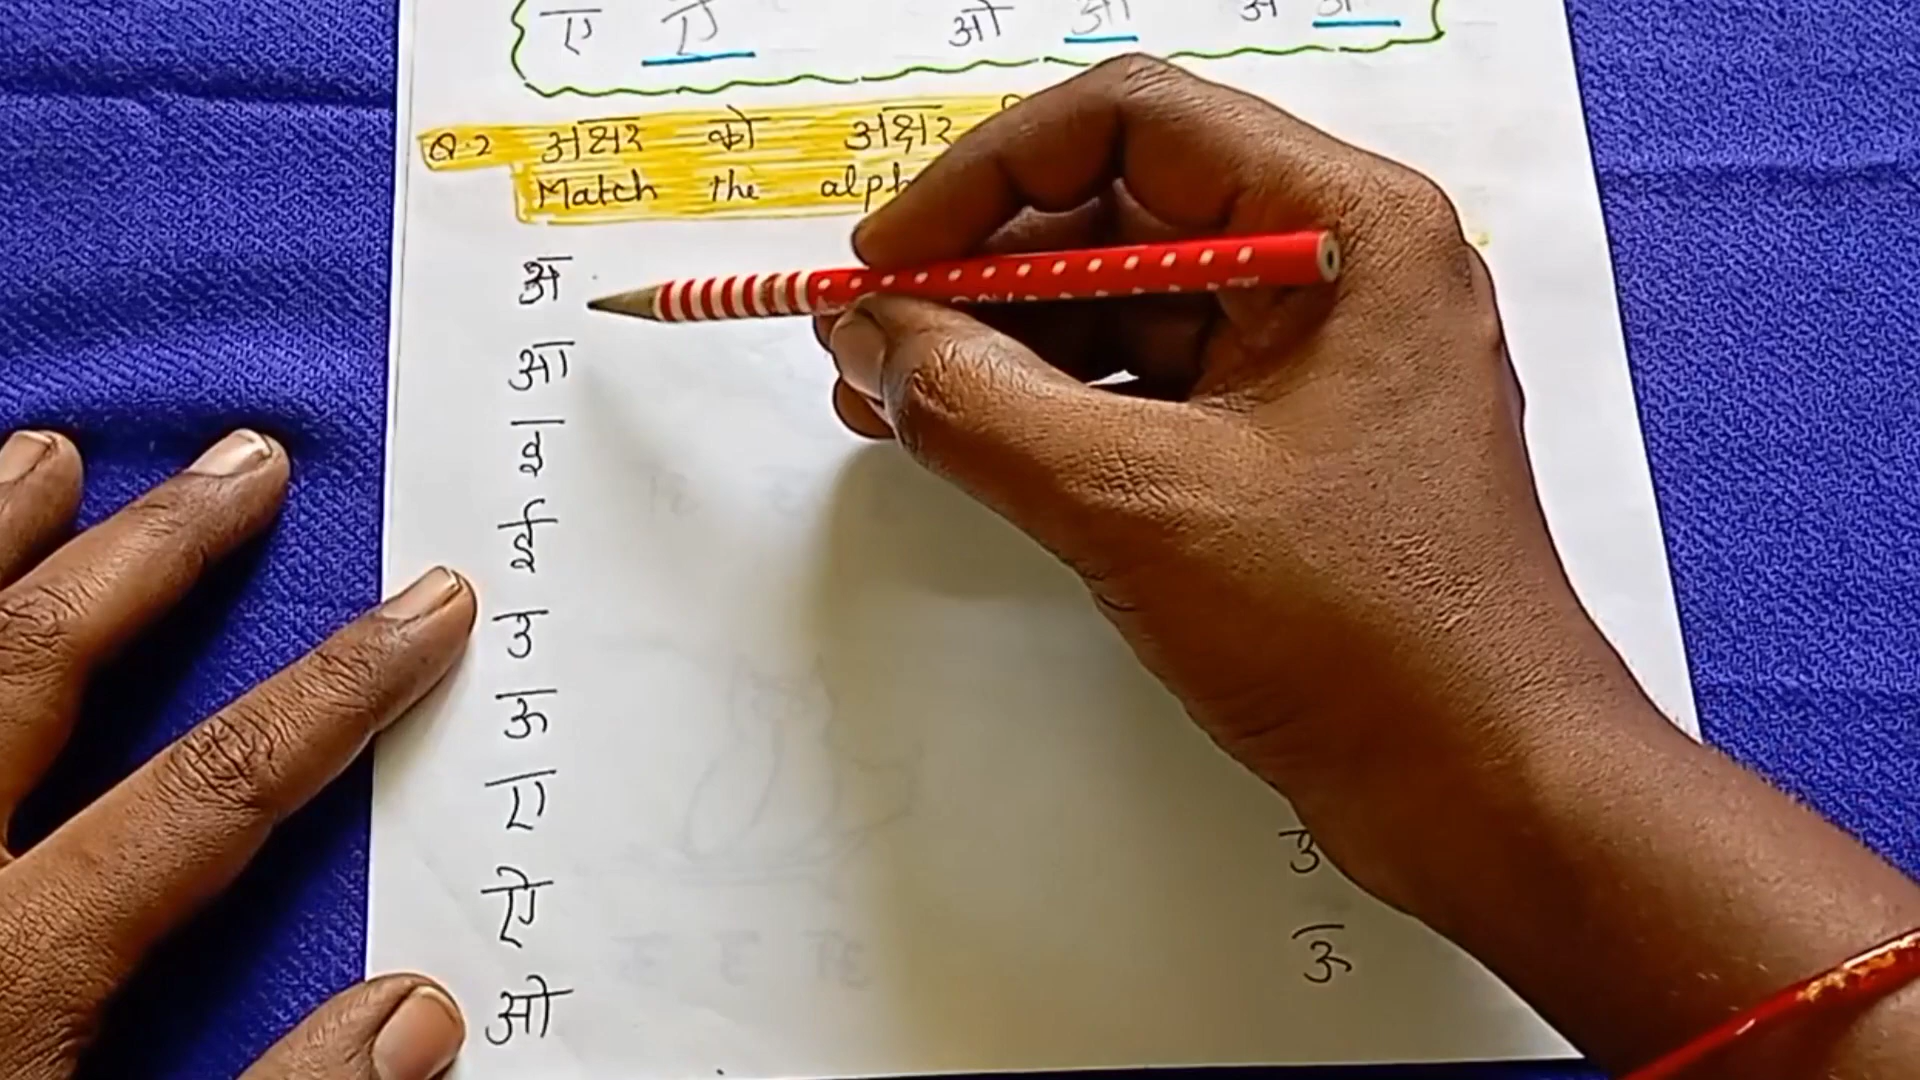 ए ऐ ओ औ अं
Q.2 अक्षर को अक्षर
Match the
अ
आ
इ
ई
उ
ऊ
ए
ऐ
ओ
उ
ऊ